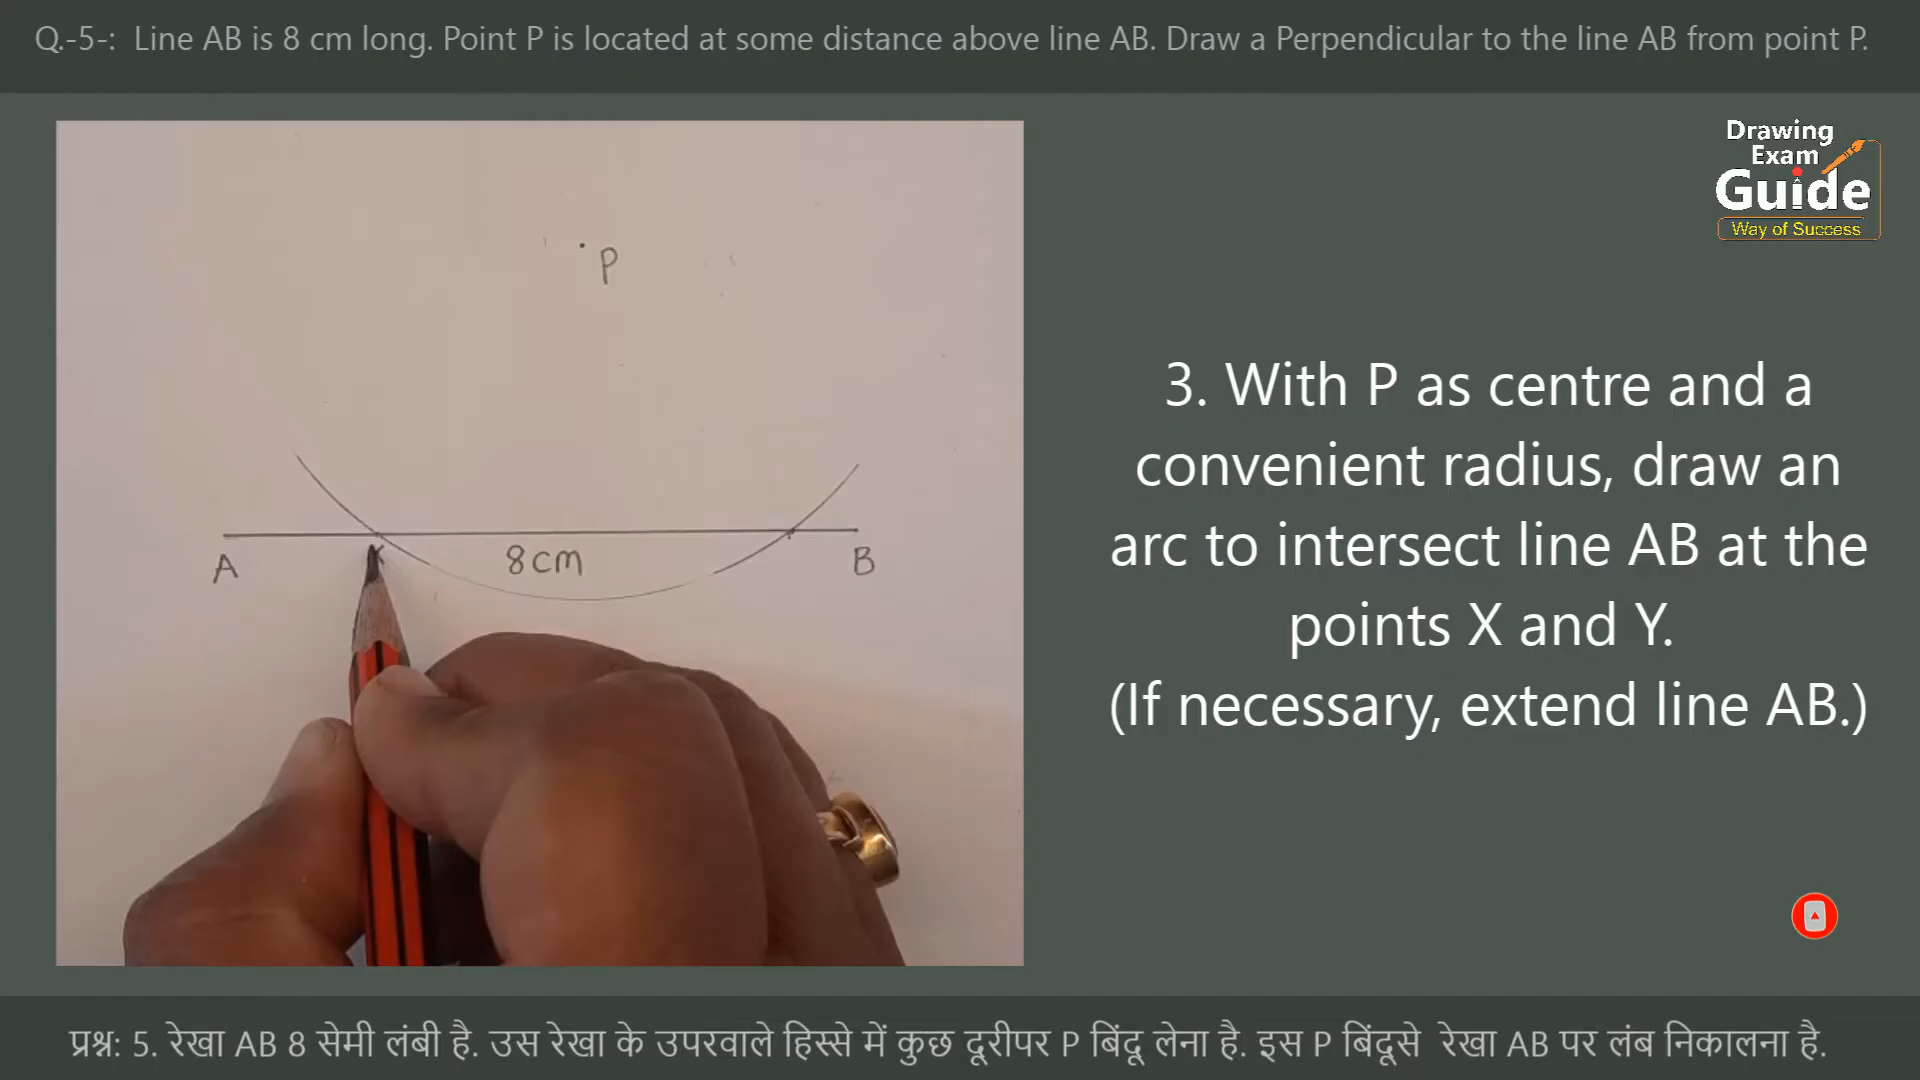 Q.-5-: Line AB is 8 cm long. Point P is located at some distance above line AB. Draw a Perpendicular to the line AB from point P.
Drawing
Exam
Guide
Way of Success
P
A
8cm
B
3. With P as centre and a
convenient radius, draw an
arc to intersect line AB at the
points X and Y.
(If necessary, extend line AB.)
प्रश्न: 5. रेखा AB 8 सेमी लंबी है. उस रेखा के उपरवाले हिस्से में कुछ दूरीपर P बिंदू लेना है. इस P बिंदूसे रेखा AB पर लंब निकालना है.